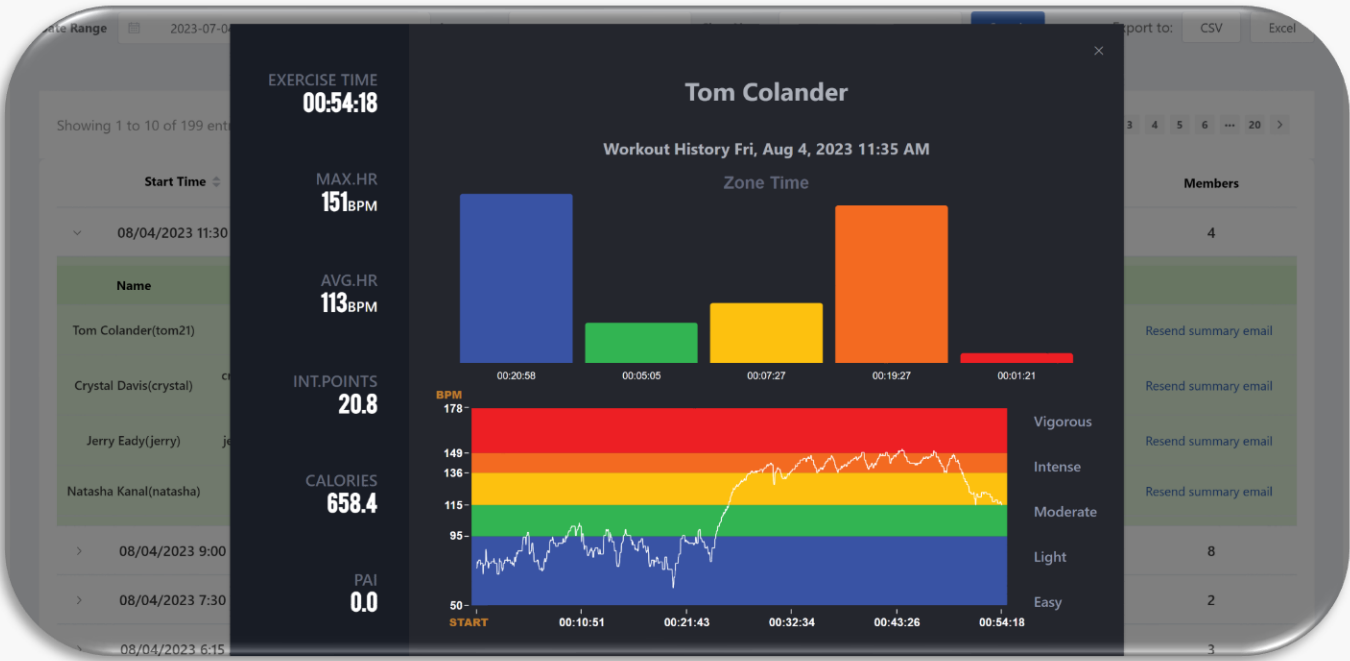 Date Range
2023-07-04
Export to:
CSV
Excel
Showing 1 to 10 of 199
3 4 5 6 ••• 20 >
Start Time
Members
08/04/2023 11:30
4
Name
Tom Colander(tom21)
Resend summary email
Crystal Davis(crystal)
Resend summary email
Jerry Eady(jerry)
Resend summary email
Natasha Kanal(natasha)
Resend summary email
08/04/2023 9:00
8
08/04/2023 7:30
2
08/04/2023 6:15
3
EXERCISE TIME
00:54:18
MAX.HR
151BPM
AVG.HR
113BPM
INT.POINTS
20.8
CALORIES
658.4
PAI
0.0
Tom Colander
Workout History Fri, Aug 4, 2023 11:35 AM
Zone Time
00:20:58 00:05:05 00:07:27 00:19:27 00:01:21
BPM
178
149
136
115
95
50
Vigorous
Intense
Moderate
Light
Easy
START 00:10:51 00:21:43 00:32:34 00:43:26 00:54:18